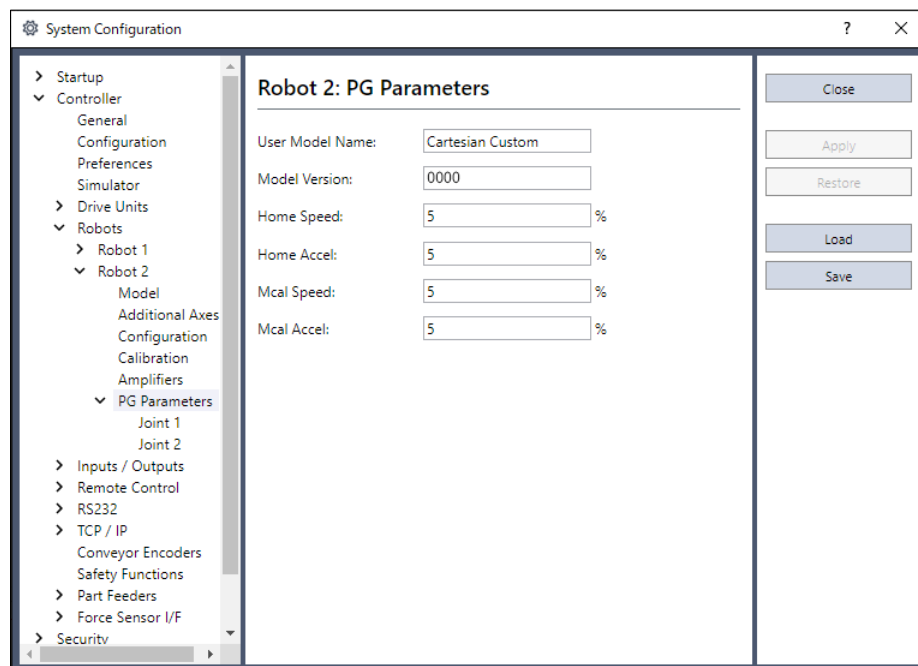 System Configuration
?
Startup
Controller
General
Configuration
Preferences
Simulator
Drive Units
Robots
Robot 1
Robot 2
Model
Additional Axes
Configuration
Calibration
Amplifiers
PG Parameters
Joint 1
Joint 2
Inputs / Outputs
Remote Control
RS232
TCP / IP
Conveyor Encoders
Safety Functions
Part Feeders
Force Sensor I/F
Security
Robot 2: PG Parameters
User Model Name: Cartesian Custom
Model Version: 0000
Home Speed: 5 %
Home Accel: 5 %
Mcal Speed: 5 %
Mcal Accel: 5 %
Close
Apply
Restore
Load
Save